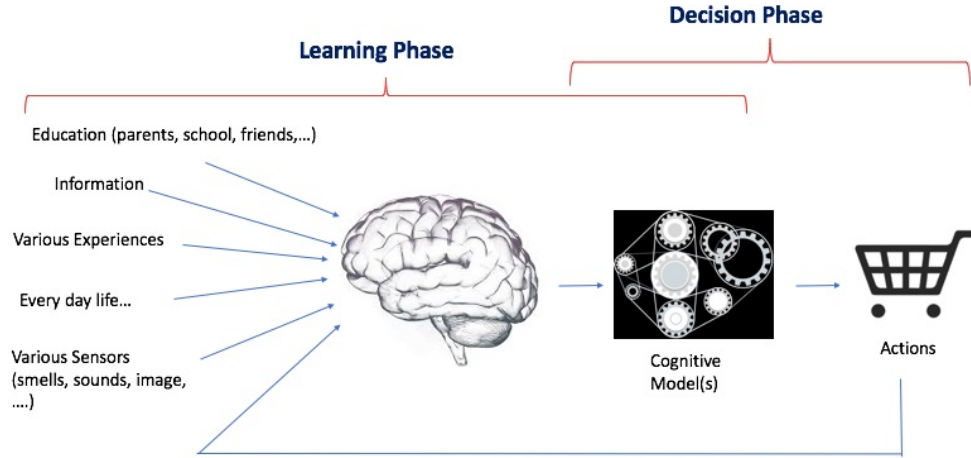 Decision Phase
Learning Phase
Education (parents, school, friends,...)
Information
Various Experiences
Every day life...
Various Sensors
(smells, sounds, image,
....)
Cognitive
Model(s)
Actions